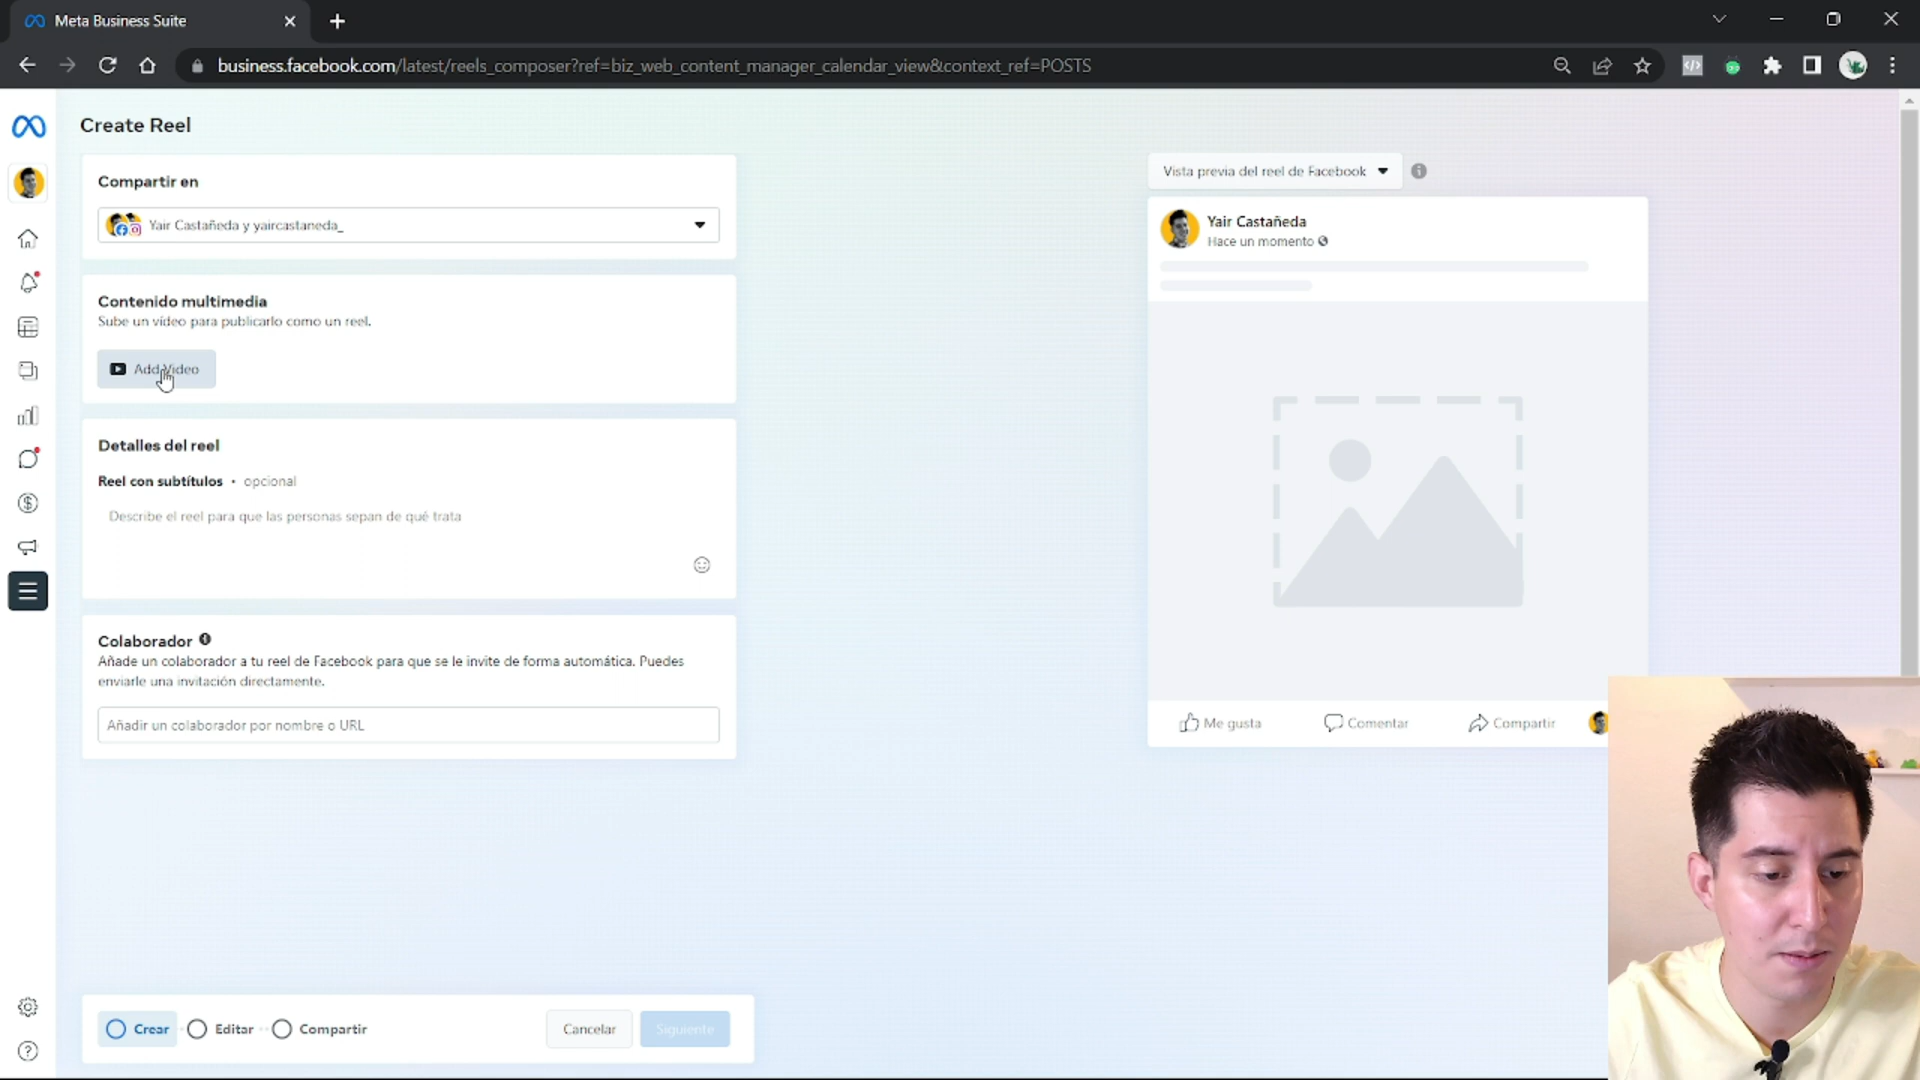 Meta Business Suite
business.facebook.com/latest/reels_composer?ref=biz_web_content_manager_calendar_view&context_ref=POSTS
Create Reel
Compartir en
Yair Castañeda y yaircastaneda_
Contenido multimedia
Sube un vídeo para publicarlo como un reel.
Add Video
Detalles del reel
Reel con subtítulos • opcional
Describe el reel para que las personas sepan de qué trata
Colaborador
Añade un colaborador a tu reel de Facebook para que se le invite de forma automática. Puedes
enviarle una invitación directamente.
Añadir un colaborador por nombre o URL
Crear
Editar
Compartir
Cancelar
Siguiente
Vista previa del reel de Facebook
Yair Castañeda
Hace un momento
Me gusta
Comentar
Compartir